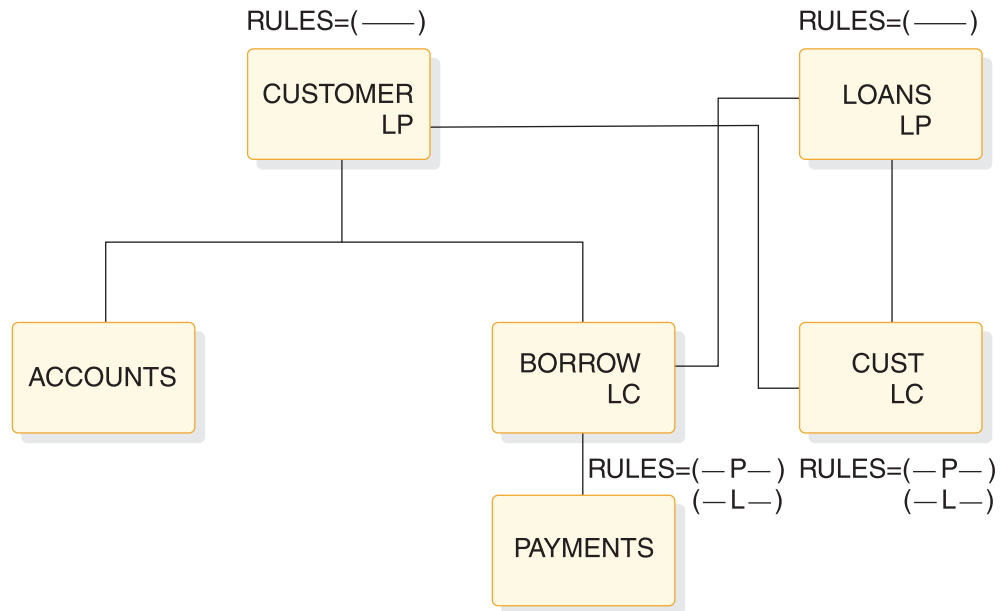 RULES=( —— )
RULES=( —— )
CUSTOMER
LP
LOANS
LP
ACCOUNTS
BORROW
LC
CUST
LC
RULES=( — P — )
( — L — )
RULES=( — P — )
( — L — )
PAYMENTS